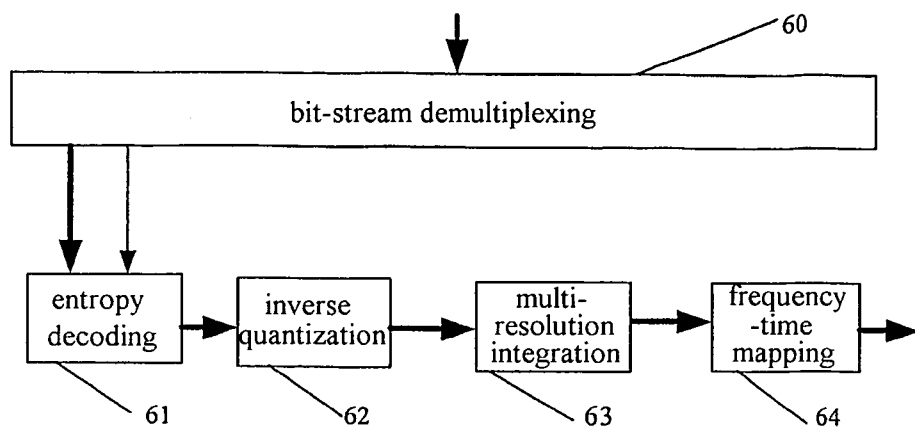 60
bit-stream demultiplexing
entropy
decoding
inverse
quantization
multi-
resolution
integration
frequency
-time
mapping
61
62
63
64